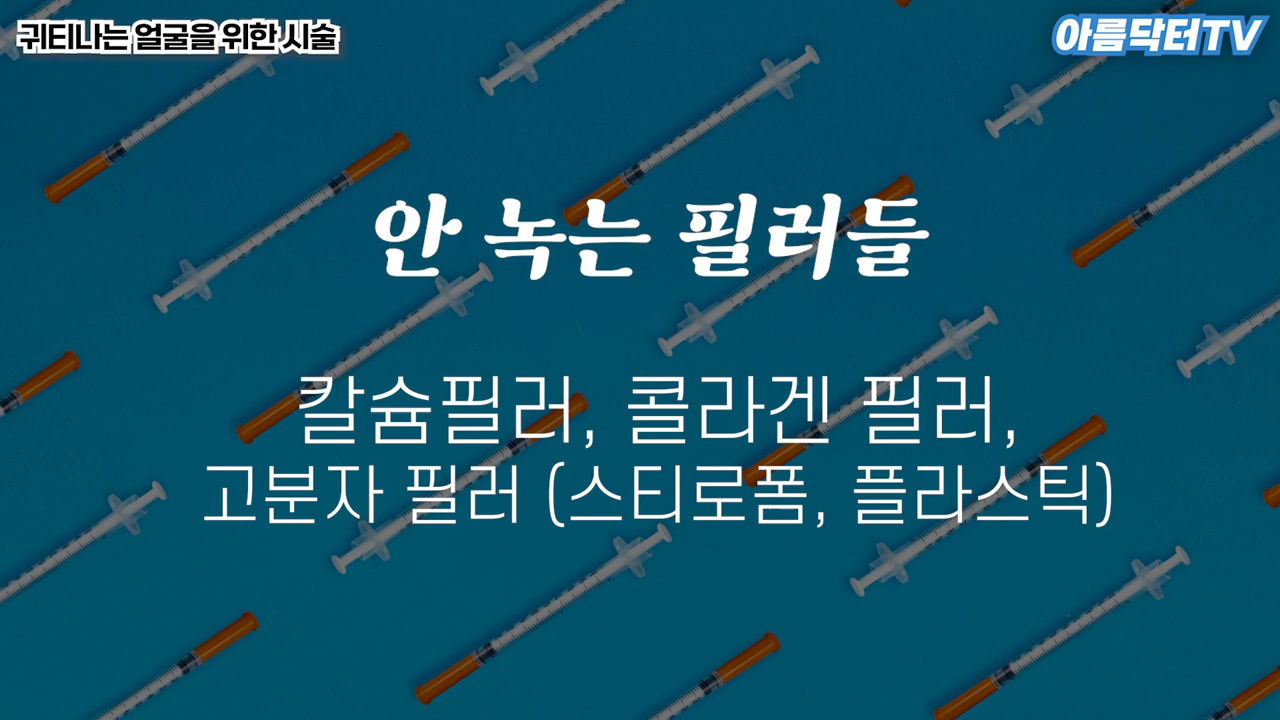 귀티나는 얼굴을 위한 시술
아름닥터TV
안 녹는 필러들
칼슘필러, 콜라겐 필러,
고분자 필러 (스티로폼, 플라스틱)